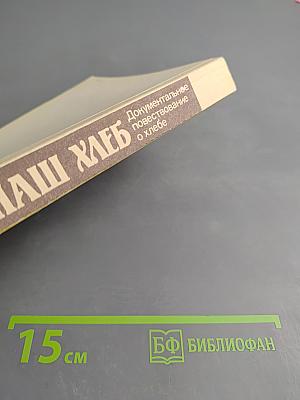 НАШ ХЛЕБ
Документальное
повествование
о хлебе
15 см
БФ БИБЛИОФАН